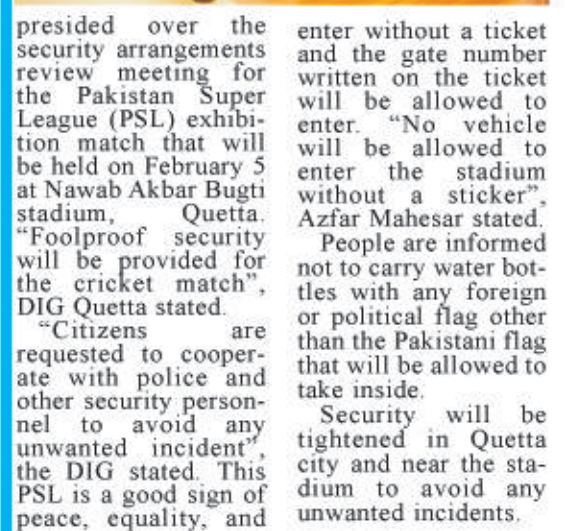 presided over the
security arrangements
review meeting for
the Pakistan Super
League (PSL) exhibi-
tion match that will
be held on February 5
at Nawab Akbar Bugti
stadium, Quetta.
“Foolproof security
will be provided for
the cricket match”,
DIG Quetta stated.
“Citizens are
requested to cooper-
ate with police and
other security person-
nel to avoid any
unwanted incident”,
the DIG stated. This
PSL is a good sign of
peace, equality, and
enter without a ticket
and the gate number
written on the ticket
will be allowed to
enter. “No vehicle
will be allowed to
enter the stadium
without a sticker”,
Azfar Mahesar stated.
People are informed
not to carry water bot-
tles with any foreign
or political flag other
than the Pakistani flag
that will be allowed to
take inside.
Security will be
tightened in Quetta
city and near the sta-
dium to avoid any
unwanted incidents.